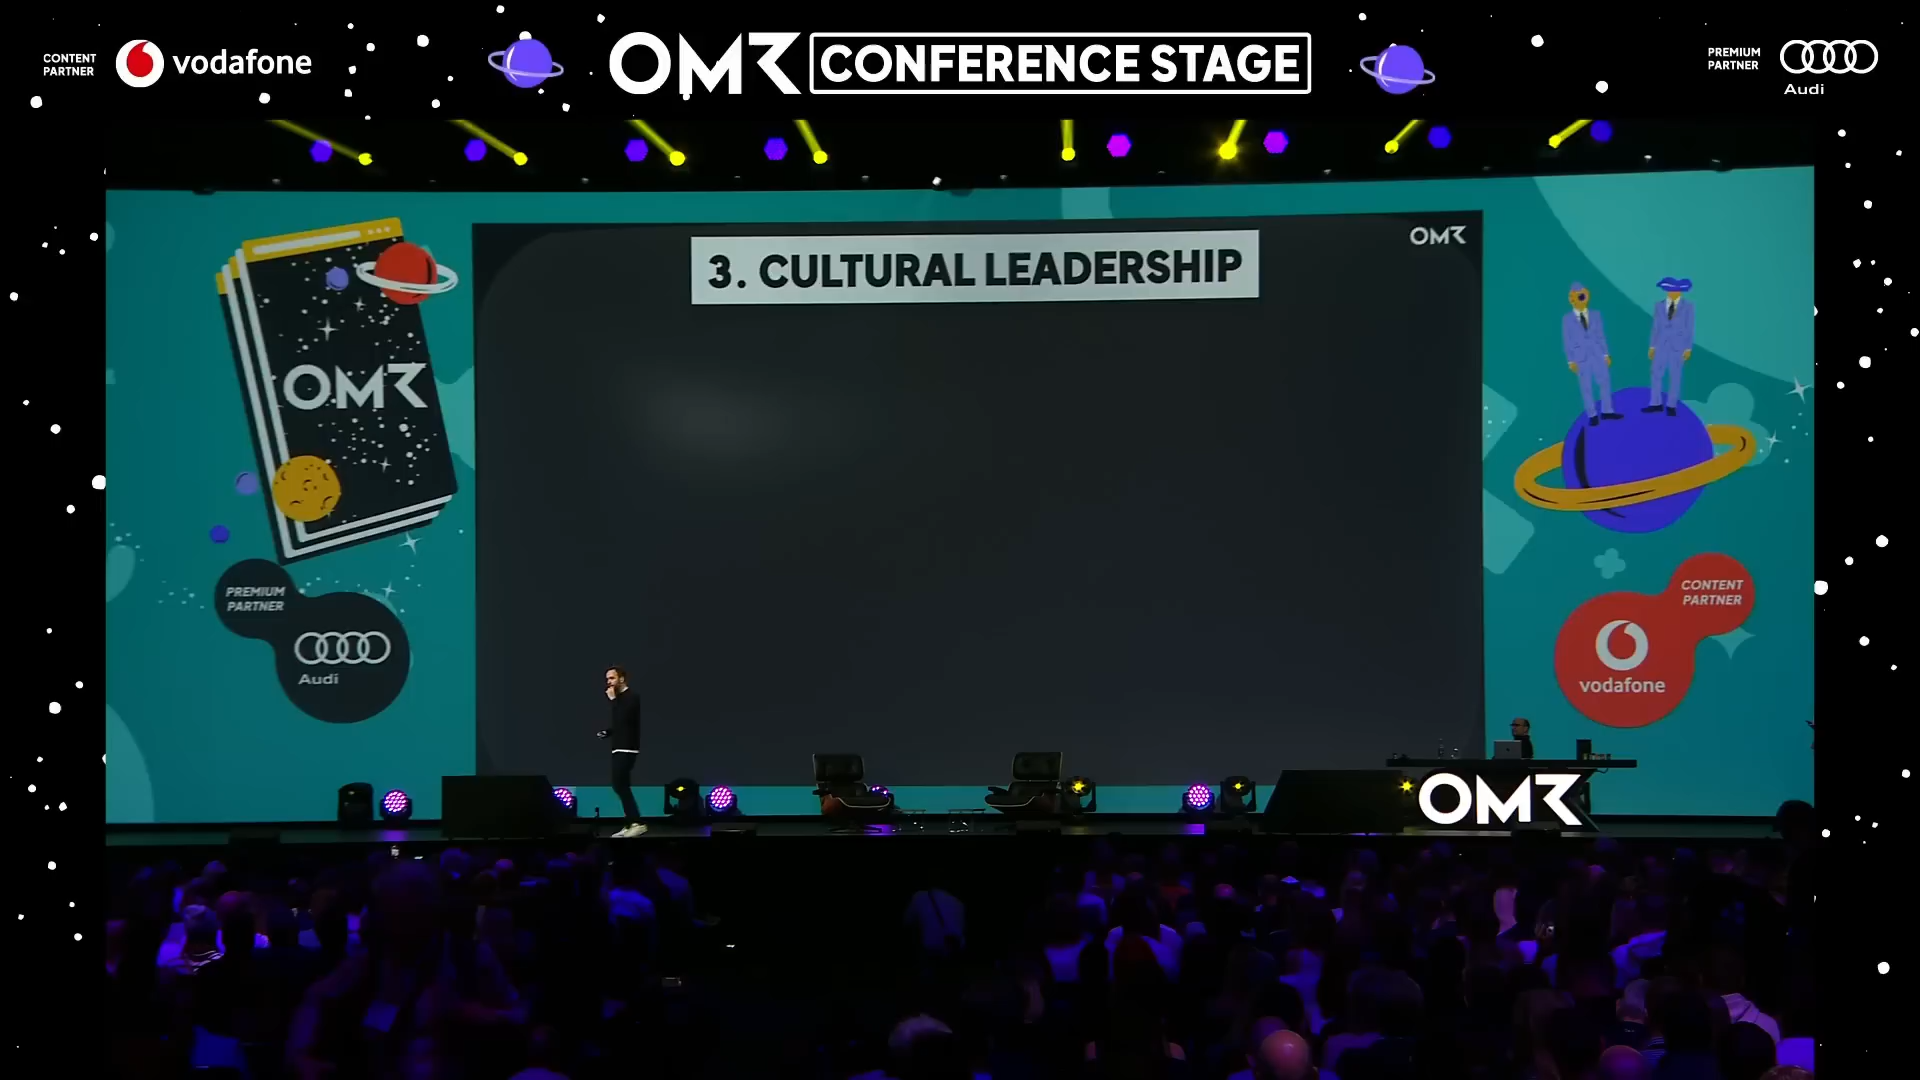 CONTENT
PARTNER
vodafone
OMR CONFERENCE STAGE
PREMIUM
PARTNER
Audi
3. CULTURAL LEADERSHIP
OMR
OMR
PREMIUM
PARTNER
Audi
CONTENT
PARTNER
vodafone
OMR